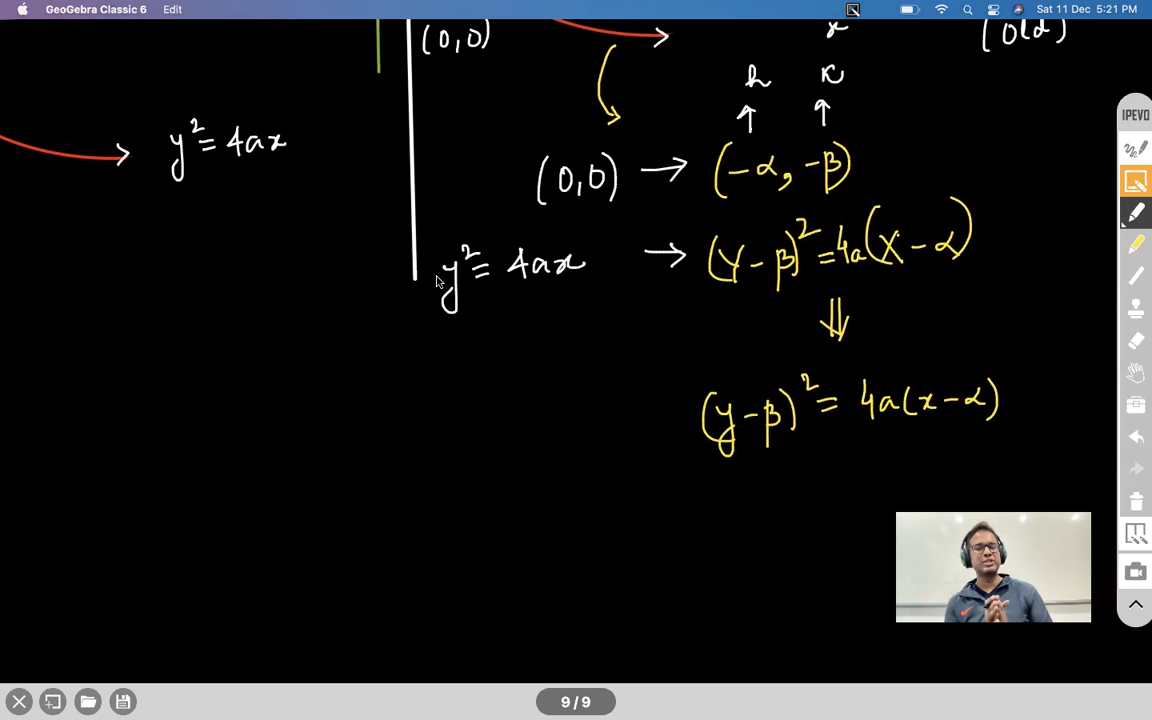 GeoGebra Classic 6 Edit Sat 11 Dec 5:21 PM
(0,0)
h κ
y² = 4ax
IPEVO
(0,0) → (-α, -β)
y² = 4ax → (Y-β)² = 4a(X-α)
⇓
(y-β)² = 4a(x-α)
9 / 9